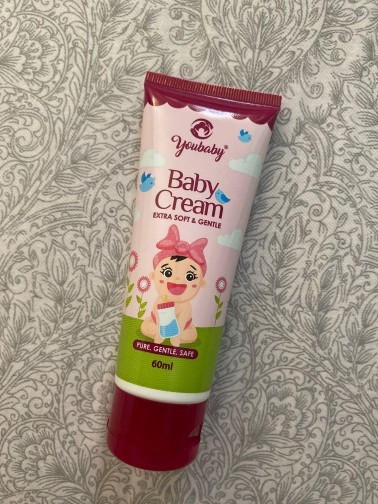 Youbaby®
Baby
Cream
EXTRA SOFT & GENTLE
PURE, GENTLE, SAFE
60ml